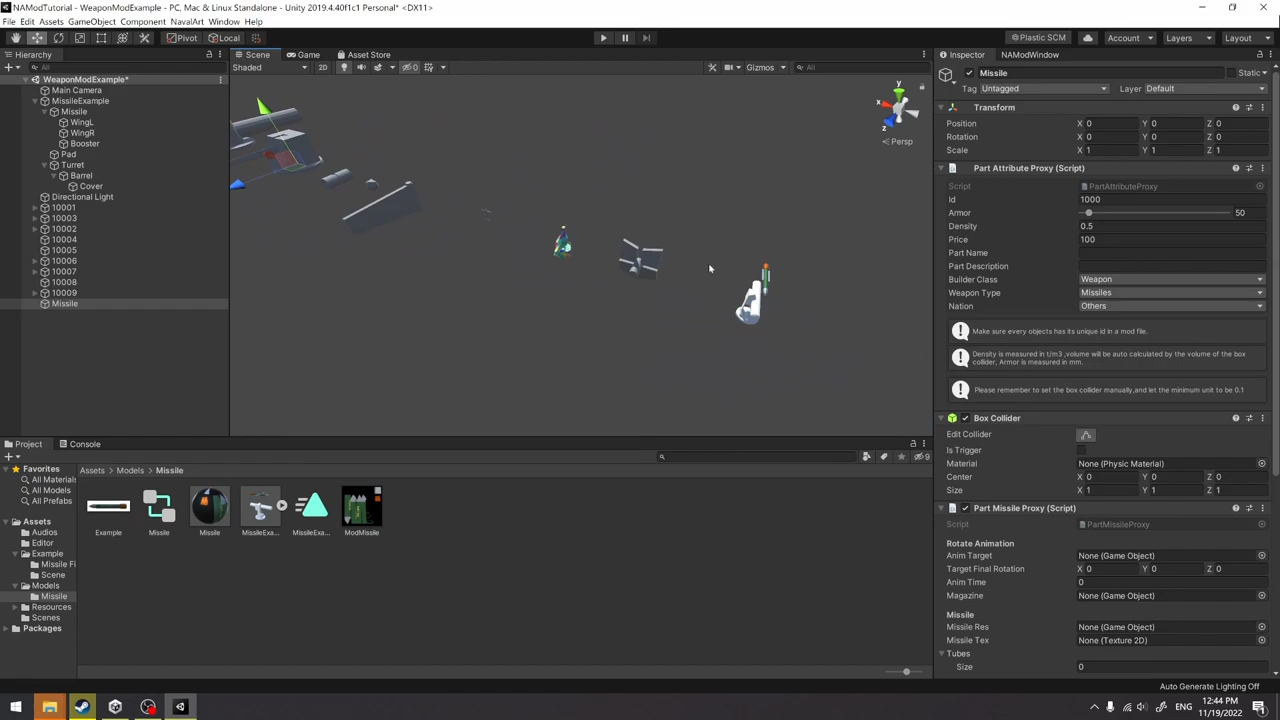 NAModTutorial - WeaponModExample - PC, Mac & Linux Standalone - Unity 2019.4.40f1c1 Personal* <DX11>
File Edit Assets GameObject Component NavalArt Window Help
Pivot Local Plastic SCM Account Layers Layout
Hierarchy
All
WeaponModExample*
Main Camera
MissileExample
Missile
WingL
WingR
Booster
Pad
Turret
Barrel
Cover
Directional Light
10001
10003
10002
10004
10005
10006
10007
10008
10009
Missile
Scene Game Asset Store
Shaded 2D 0 Gizmos All
y
x
z
Persp
Inspector NAModWindow
Missile Static
Tag Untagged Layer Default
Transform
Position X 0 Y 0 Z 0
Rotation X 0 Y 0 Z 0
Scale X 1 Y 1 Z 1
Part Attribute Proxy (Script)
Script PartAttributeProxy
Id 1000
Armor 50
Density 0.5
Price 100
Part Name
Part Description
Builder Class Weapon
Weapon Type Missiles
Nation Others
Make sure every objects has its unique id in a mod file.
Density is measured in t/m3 ,volume will be auto calculated by the volume of the box
collider, Armor is measured in mm.
Please remember to set the box collider manually,and let the minimum unit to be 0.1
Box Collider
Edit Collider
Is Trigger
Material None (Physic Material)
Center X 0 Y 0 Z 0
Size X 1 Y 1 Z 1
Part Missile Proxy (Script)
Script PartMissileProxy
Rotate Animation
Anim Target None (Game Object)
Target Final Rotation X 0 Y 0 Z 0
Anim Time 0
Magazine None (Game Object)
Missile
Missile Res None (Game Object)
Missile Tex None (Texture 2D)
Tubes
Size 0
Project Console
9
Favorites
All Materials
All Models
All Prefabs
Assets
Audios
Editor
Example
Missile Fi
Scene
Models
Missile
Resources
Scenes
Packages
Assets > Models > Missile
Example Missile Missile MissileExa... MissileExa... ModMissile
Auto Generate Lighting Off
ENG
12:44 PM
11/19/2022